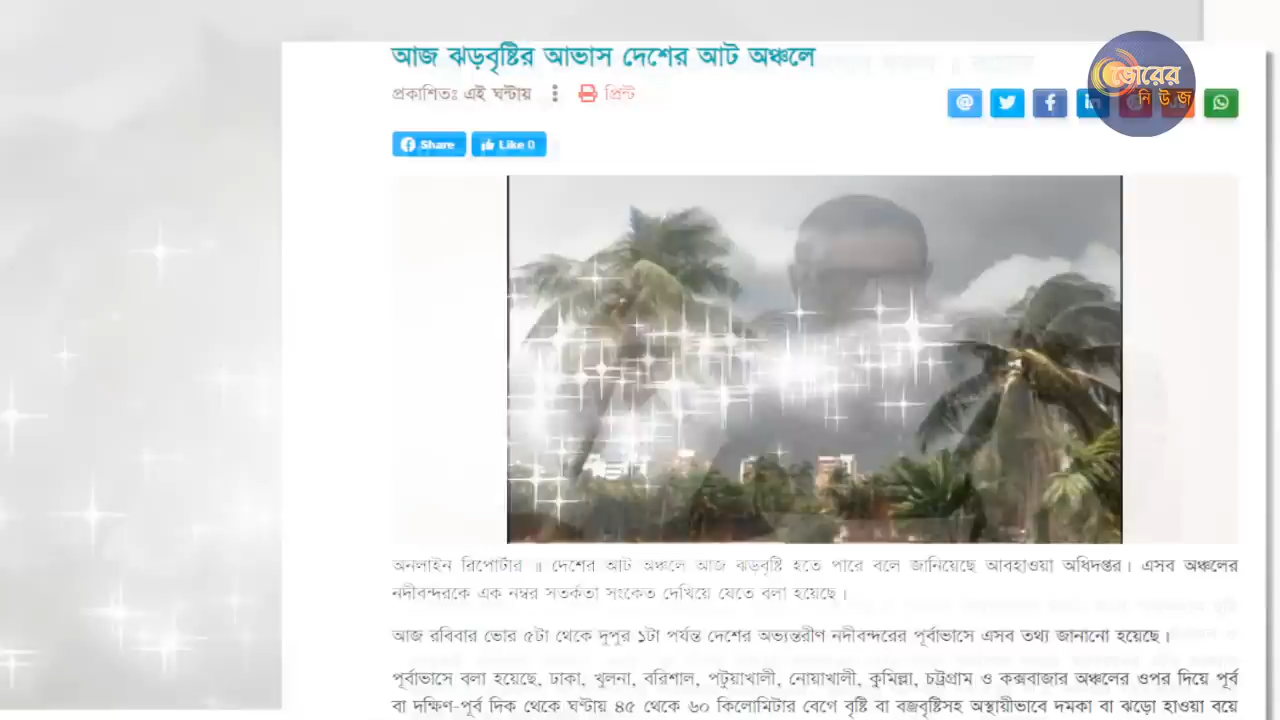 আজ ঝড়বৃষ্টির আভাস দেশের আট অঞ্চলে
প্রকাশিতঃ এই ঘন্টায় প্রিন্ট
ভোরের
নিউজ
Share Like 0
অনলাইন রিপোর্টার ॥ দেশের আট অঞ্চলে আজ ঝড়বৃষ্টি হতে পারে বলে জানিয়েছে আবহাওয়া অধিদপ্তর। এসব অঞ্চলের
নদীবন্দরকে এক নম্বর সতর্কতা সংকেত দেখিয়ে যেতে বলা হয়েছে।
আজ রবিবার ভোর ৫টা থেকে দুপুর ১টা পর্যন্ত দেশের অভ্যন্তরীণ নদীবন্দরের পূর্বাভাসে এসব তথ্য জানানো হয়েছে।
পূর্বাভাসে বলা হয়েছে, ঢাকা, খুলনা, বরিশাল, পটুয়াখালী, নোয়াখালী, কুমিল্লা, চট্টগ্রাম ও কক্সবাজার অঞ্চলের ওপর দিয়ে পূর্ব
বা দক্ষিণ-পূর্ব দিক থেকে ঘণ্টায় ৪৫ থেকে ৬০ কিলোমিটার বেগে বৃষ্টি বা বজ্রবৃষ্টিসহ অস্থায়ীভাবে দমকা বা ঝড়ো হাওয়া বয়ে